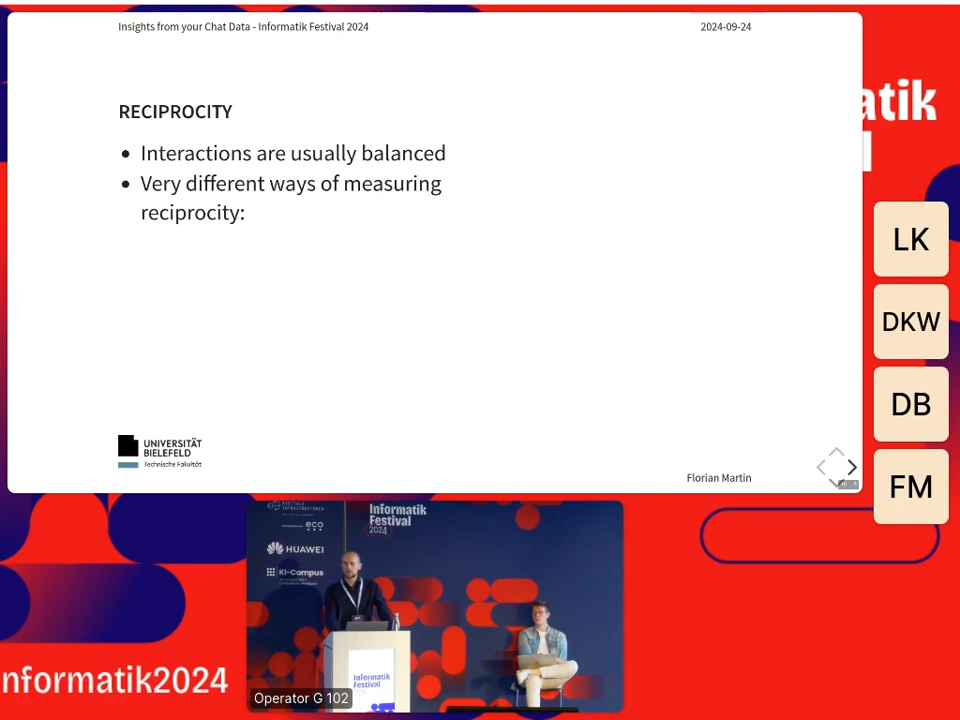 Insights from your Chat Data - Informatik Festival 2024
2024-09-24
RECIPROCITY
Interactions are usually balanced
Very different ways of measuring
reciprocity:
UNIVERSITÄT
BIELEFELD
Technische Fakultät
Florian Martin
atik
l
LK
DKW
DB
FM
eco
HUAWEI
KI-Campus
Informatik
Festival
2024
Informatik
Festival
Operator G 102
nformatik2024